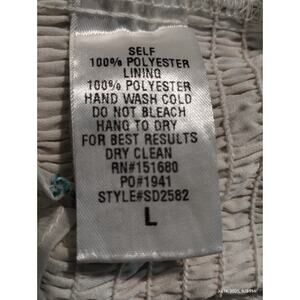 SELF
100% POLYESTER
LINING
100% POLYESTER
HAND WASH COLD
DO NOT BLEACH
HANG TO DRY
FOR BEST RESULTS
DRY CLEAN
RN#151680
PO#1941
STYLE#SD2582
L